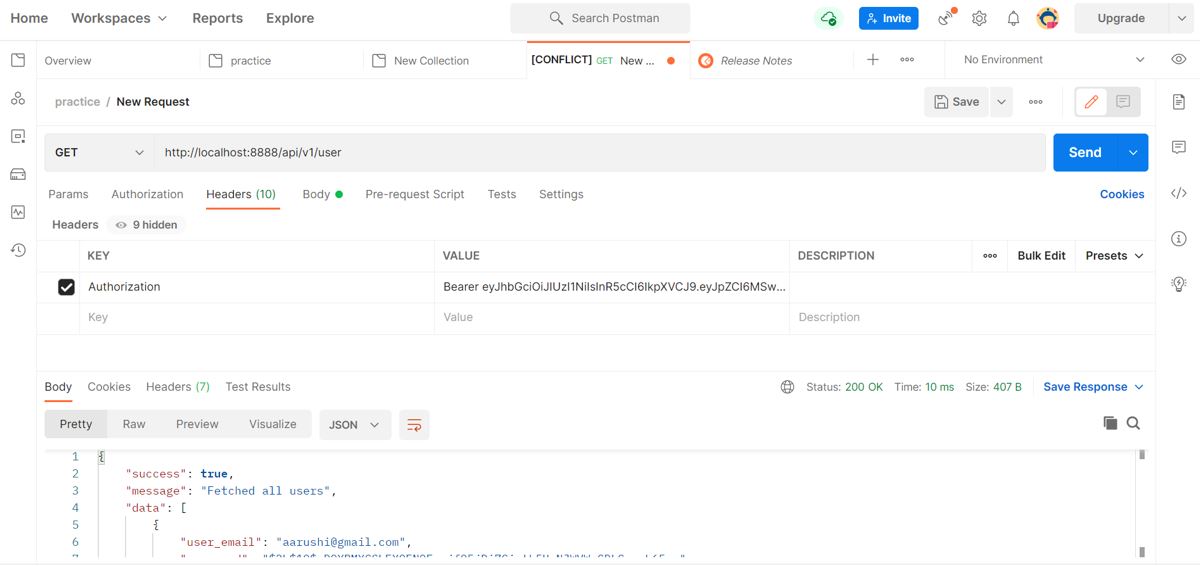 Home Workspaces Reports Explore Search Postman Invite Upgrade
Overview practice New Collection [CONFLICT] GET New ... Release Notes No Environment
practice / New Request Save
GET http://localhost:8888/api/v1/user Send
Params Authorization Headers (10) Body Pre-request Script Tests Settings Cookies
Headers 9 hidden
KEY VALUE DESCRIPTION Bulk Edit Presets
Authorization Bearer eyJhbGciOiJIUzI1NiIsInR5cCI6IkpXVCJ9.eyJpZCI6MSw...
Key Value Description
Body Cookies Headers (7) Test Results Status: 200 OK Time: 10 ms Size: 407 B Save Response
Pretty Raw Preview Visualize JSON
1 {
2 "success": true,
3 "message": "Fetched all users",
4 "data": [
5 {
6 "user_email": "aarushi@gmail.com",